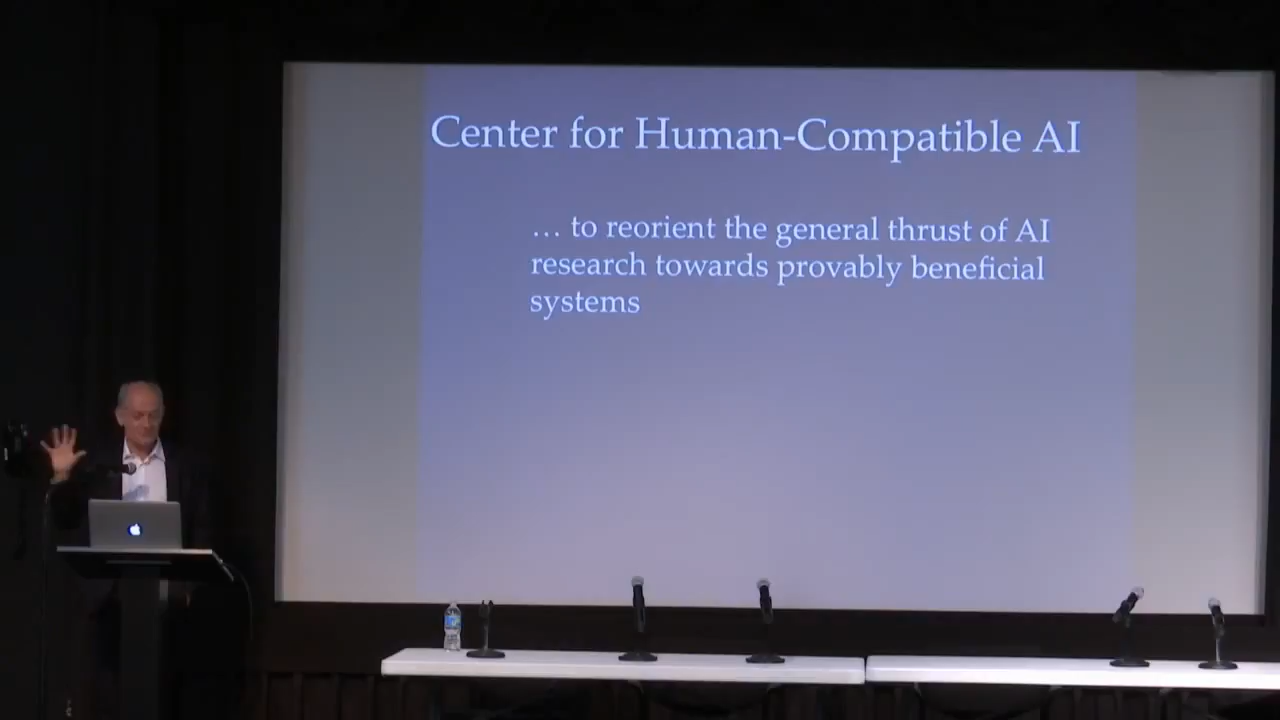 Center for Human-Compatible AI
… to reorient the general thrust of AI
research towards provably beneficial
systems